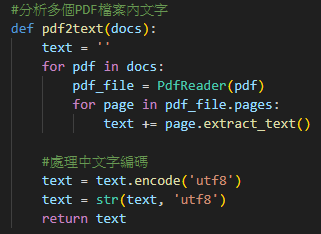 #分析多個PDF檔案內文字
def pdf2text(docs):
    text = ''
    for pdf in docs:
        pdf_file = PdfReader(pdf)
        for page in pdf_file.pages:
            text += page.extract_text()
    #處理中文字編碼
    text = text.encode('utf8')
    text = str(text, 'utf8')
    return text